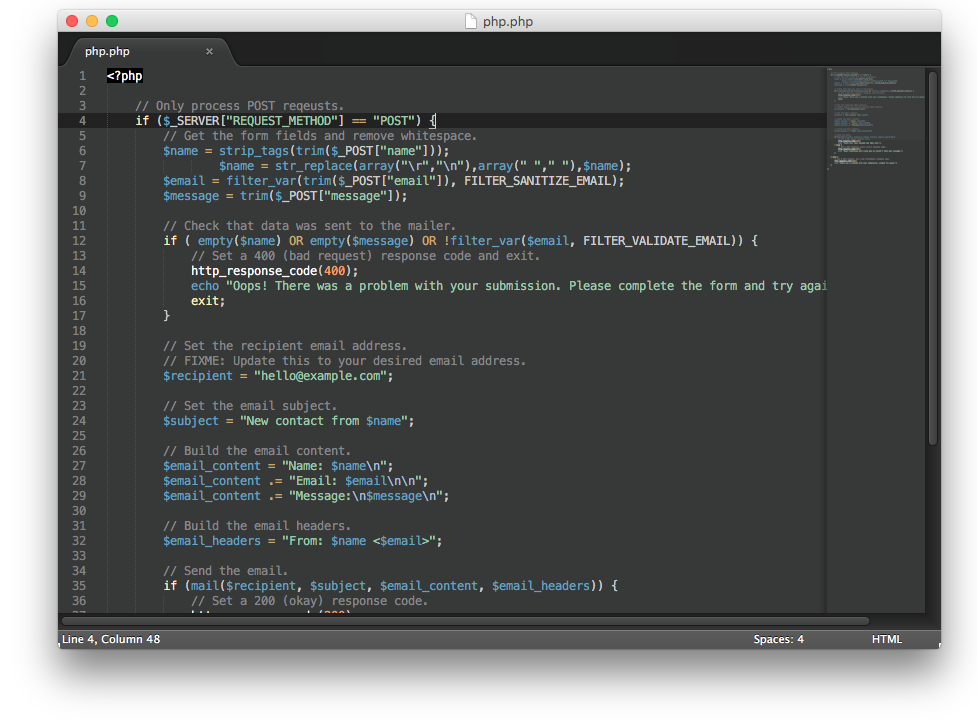 php.php
php.php ×
1 <?php
2
3 // Only process POST reqeusts.
4 if ($_SERVER["REQUEST_METHOD"] == "POST") {
5 // Get the form fields and remove whitespace.
6 $name = strip_tags(trim($_POST["name"]));
7 $name = str_replace(array("\r","\n"),array(" "," "),$name);
8 $email = filter_var(trim($_POST["email"]), FILTER_SANITIZE_EMAIL);
9 $message = trim($_POST["message"]);
10
11 // Check that data was sent to the mailer.
12 if ( empty($name) OR empty($message) OR !filter_var($email, FILTER_VALIDATE_EMAIL)) {
13 // Set a 400 (bad request) response code and exit.
14 http_response_code(400);
15 echo "Oops! There was a problem with your submission. Please complete the form and try agai
16 exit;
17 }
18
19 // Set the recipient email address.
20 // FIXME: Update this to your desired email address.
21 $recipient = "hello@example.com";
22
23 // Set the email subject.
24 $subject = "New contact from $name";
25
26 // Build the email content.
27 $email_content = "Name: $name\n";
28 $email_content .= "Email: $email\n\n";
29 $email_content .= "Message:\n$message\n";
30
31 // Build the email headers.
32 $email_headers = "From: $name <$email>";
33
34 // Send the email.
35 if (mail($recipient, $subject, $email_content, $email_headers)) {
36 // Set a 200 (okay) response code.
Line 4, Column 48 Spaces: 4 HTML